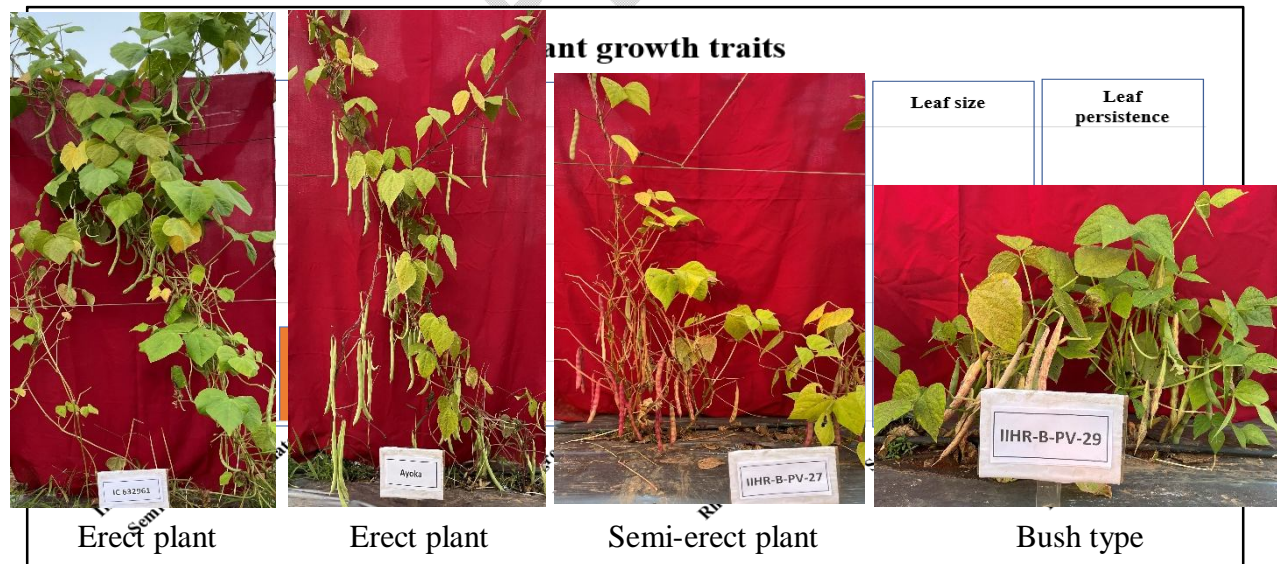 ant growth traits
Leaf size
Leaf
persistence
IC 632961
Ayoka
IIHR-B-PV-27
IIHR-B-PV-29
Erect plant
Erect plant
Semi-erect plant
Bush type